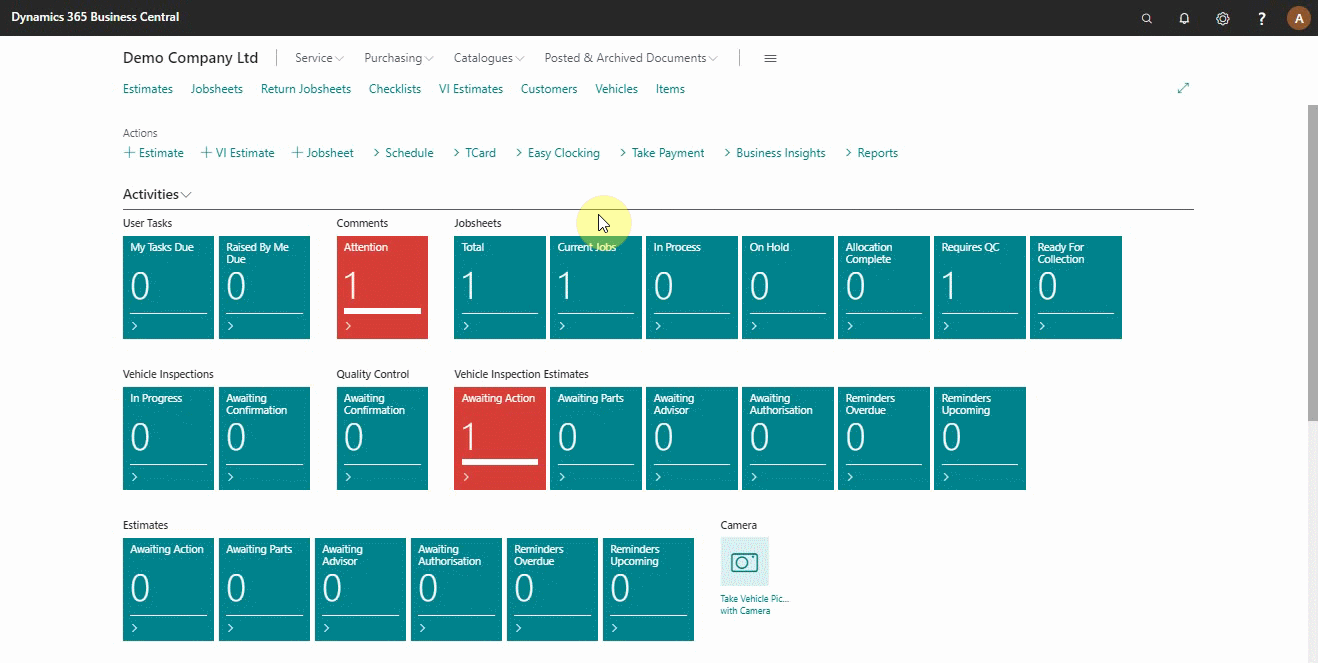 Dynamics 365 Business Central
? A
Demo Company Ltd Service Purchasing Catalogues Posted & Archived Documents
Estimates Jobsheets Return Jobsheets Checklists VI Estimates Customers Vehicles Items
Actions
+ Estimate + VI Estimate + Jobsheet > Schedule > TCard > Easy Clocking > Take Payment > Business Insights > Reports
Activities
User Tasks Comments Jobsheets
My Tasks Due Raised By Me Attention Total Current Jobs In Process On Hold Allocation Requires QC Ready For
Due Complete Collection
0 0 1 1 1 0 0 0 1 0
Vehicle Inspections Quality Control Vehicle Inspection Estimates
In Progress Awaiting Awaiting Awaiting Action Awaiting Parts Awaiting Awaiting Reminders Reminders
Confirmation Confirmation Advisor Authorisation Overdue Upcoming
0 0 0 1 0 0 0 0 0
Estimates Camera
Awaiting Action Awaiting Parts Awaiting Awaiting Reminders Reminders
Advisor Authorisation Overdue Upcoming
0 0 0 0 0 0
Take Vehicle Pic...
with Camera